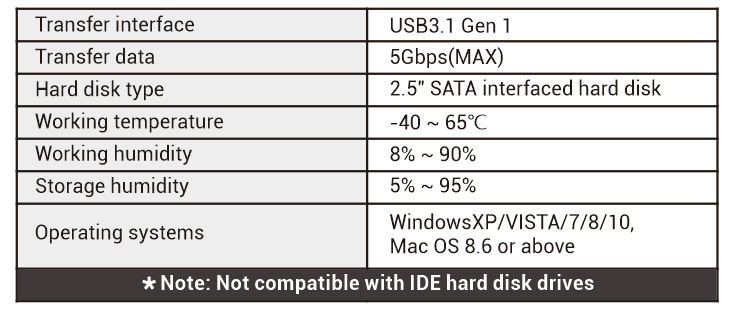 Transfer interface USB3.1 Gen 1
Transfer data 5Gbps(MAX)
Hard disk type 2.5" SATA interfaced hard disk
Working temperature -40 ~ 65℃
Working humidity 8% ~ 90%
Storage humidity 5% ~ 95%
Operating systems WindowsXP/VISTA/7/8/10,
Mac OS 8.6 or above
*Note: Not compatible with IDE hard disk drives